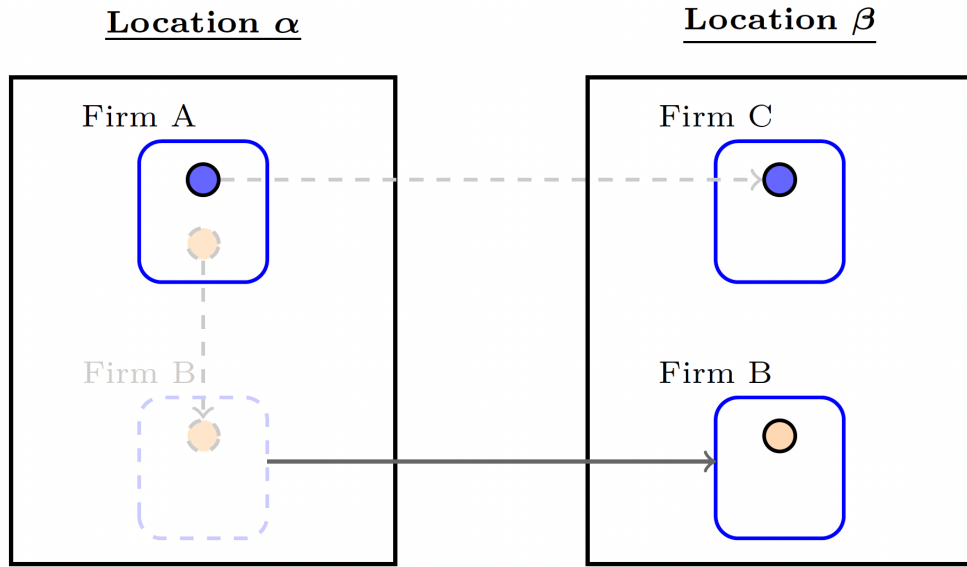 Location α
Location β
Firm A
Firm C
Firm B
Firm B